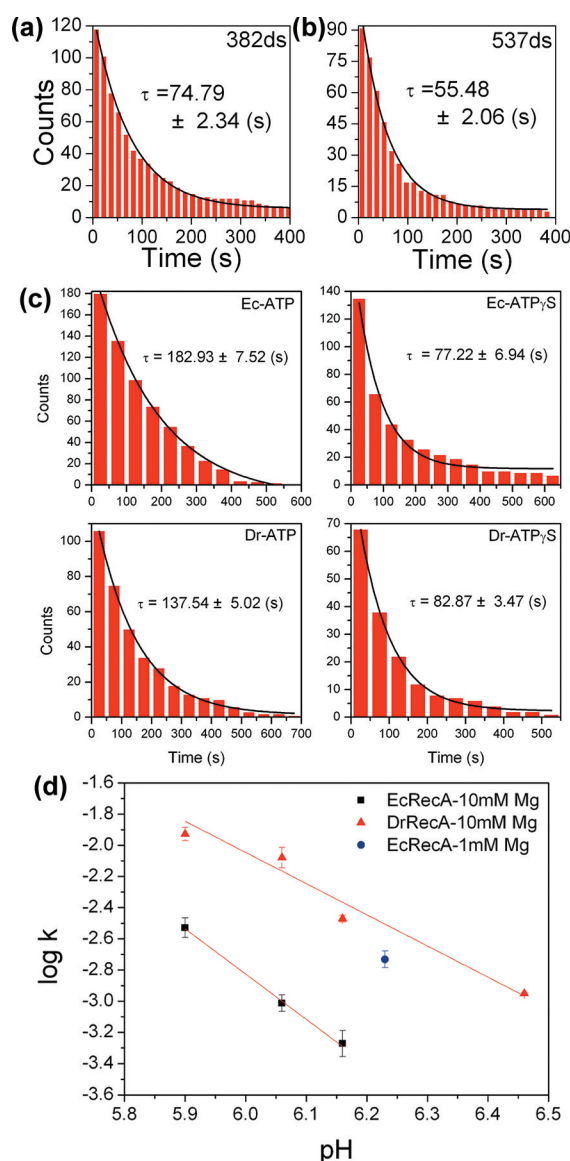 (a)
382ds
τ =74.79
± 2.34 (s)
Counts
120
100
80
60
40
20
0
0 100 200 300 400
Time (s)
(b)
537ds
τ =55.48
± 2.06 (s)
90
75
60
45
30
15
0
0 100 200 300 400
Time (s)
(c)
Ec-ATP
τ = 182.93 ± 7.52 (s)
Counts
180
160
140
120
100
80
60
40
20
0
0 100 200 300 400 500 600
Ec-ATPγS
τ = 77.22 ± 6.94 (s)
140
120
100
80
60
40
20
0
0 100 200 300 400 500 600
Dr-ATP
τ = 137.54 ± 5.02 (s)
Counts
100
80
60
40
20
0
0 100 200 300 400 500 600 700
Time (s)
Dr-ATPγS
τ = 82.87 ± 3.47 (s)
70
60
50
40
30
20
10
0
0 100 200 300 400 500
Time (s)
(d)
EcRecA-10mM Mg
DrRecA-10mM Mg
EcRecA-1mM Mg
log k
-1.6
-1.8
-2.0
-2.2
-2.4
-2.6
-2.8
-3.0
-3.2
-3.4
-3.6
5.8 5.9 6.0 6.1 6.2 6.3 6.4 6.5
pH